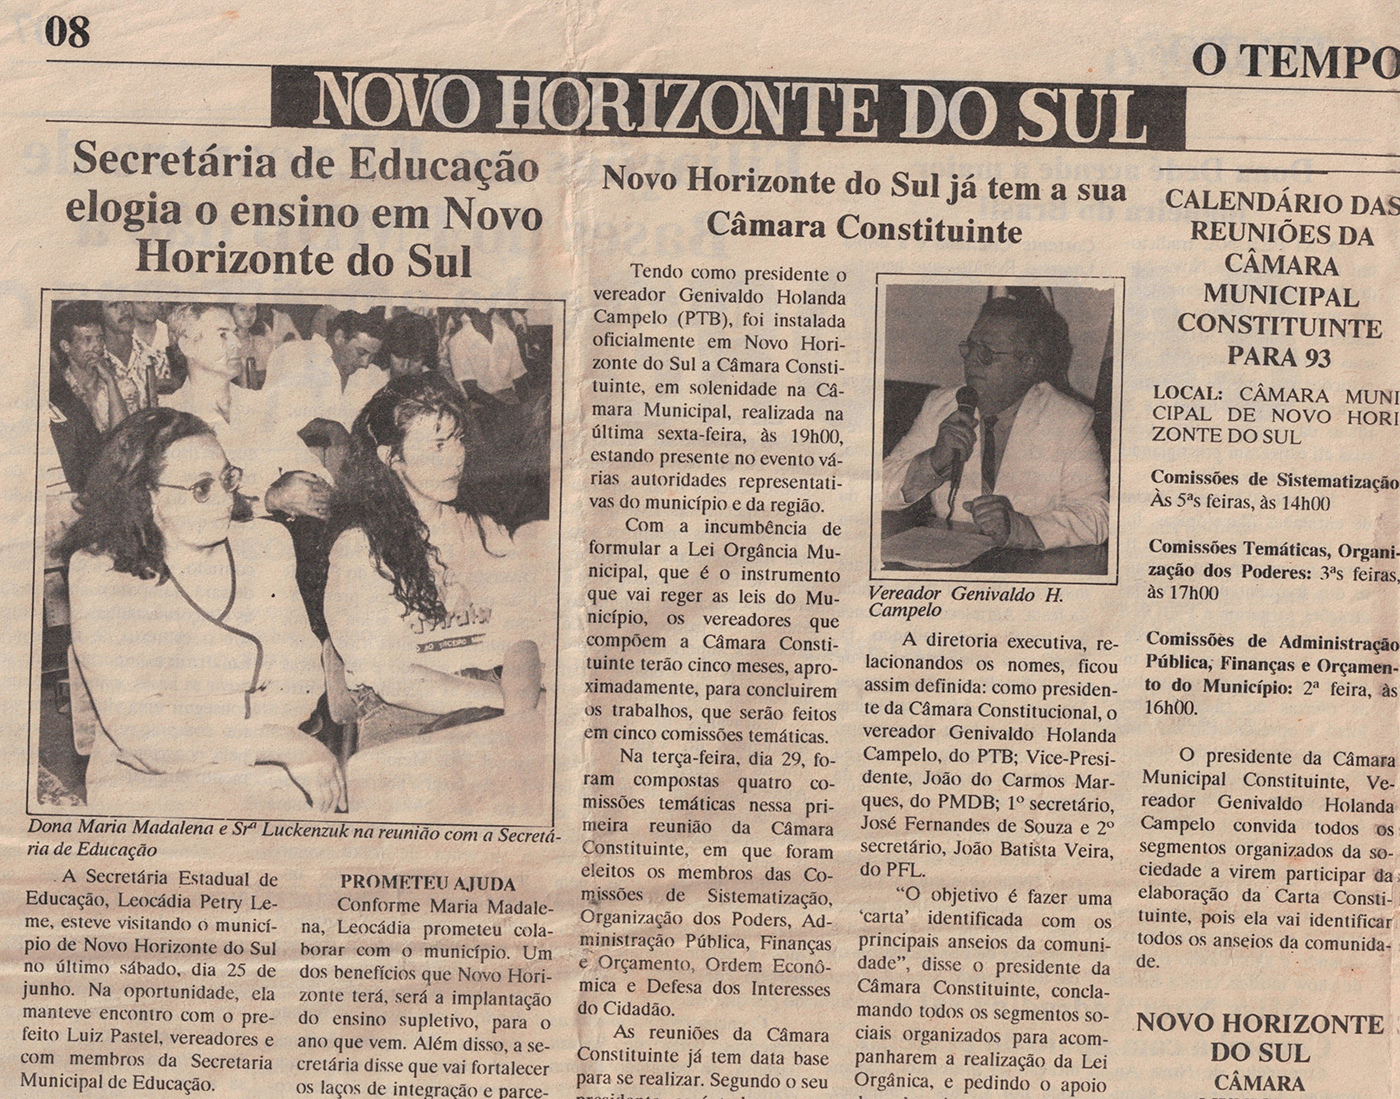 08
O TEMPO
NOVO HORIZONTE DO SUL
Secretária de Educação
elogia o ensino em Novo
Horizonte do Sul
Dona Maria Madalena e Srª Luckenzuk na reunião com a Secretá-
ria de Educação
A Secretária Estadual de
Educação, Leocádia Petry Le-
me, esteve visitando o municí-
pio de Novo Horizonte do Sul
no último sábado, dia 25 de
junho. Na oportunidade, ela
manteve encontro com o pre-
feito Luiz Pastel, vereadores e
com membros da Secretaria
Municipal de Educação.
PROMETEU AJUDA
Conforme Maria Madale-
na, Leocádia prometeu cola-
borar com o município. Um
dos benefícios que Novo Hori-
zonte terá, será a implantação
do ensino supletivo, para o
ano que vem. Além disso, a se-
cretária disse que vai fortalecer
os laços de integração e parce-
Novo Horizonte do Sul já tem a sua
Câmara Constituinte
Tendo como presidente o
vereador Genivaldo Holanda
Campelo (PTB), foi instalada
oficialmente em Novo Hori-
zonte do Sul a Câmara Consti-
tuinte, em solenidade na Câ-
mara Municipal, realizada na
última sexta-feira, às 19h00,
estando presente no evento vá-
rias autoridades representati-
vas do município e da região.
Com a incumbência de
formular a Lei Orgância Mu-
nicipal, que é o instrumento
que vai reger as leis do Mu-
nicípio, os vereadores que
compõem a Câmara Consti-
tuinte terão cinco meses, apro-
ximadamente, para concluirem
os trabalhos, que serão feitos
em cinco comissões temáticas.
Na terça-feira, dia 29, fo-
ram compostas quatro co-
missões temáticas nessa pri-
meira reunião da Câmara
Constituinte, em que foram
eleitos os membros das Co-
missões de Sistematização,
Organização dos Poders, Ad-
ministração Pública, Finanças
e Orçamento, Ordem Econô-
mica e Defesa dos Interesses
do Cidadão.
As reuniões da Câmara
Constituinte já tem data base
para se realizar. Segundo o seu
Vereador Genivaldo H.
Campelo
A diretoria executiva, re-
lacionandos os nomes, ficou
assim definida: como presiden-
te da Câmara Constitucional, o
vereador Genivaldo Holanda
Campelo, do PTB; Vice-Presi-
dente, João do Carmos Mar-
ques, do PMDB; 1º secretário,
José Fernandes de Souza e 2º
secretário, João Batista Veira,
do PFL.
"O objetivo é fazer uma
'carta' identificada com os
principais anseios da comuni-
dade", disse o presidente da
Câmara Constituinte, concla-
mando todos os segmentos so-
ciais organizados para acom-
panharem a realização da Lei
Orgânica, e pedindo o apoio
CALENDÁRIO DAS
REUNIÕES DA
CÂMARA
MUNICIPAL
CONSTITUINTE
PARA 93
LOCAL: CÂMARA MUNI
CIPAL DE NOVO HORI
ZONTE DO SUL
Comissões de Sistematização
Às 5ªs feiras, às 14h00
Comissões Temáticas, Organi-
zação dos Poderes: 3ªs feiras,
às 17h00
Comissões de Administração
Pública, Finanças e Orçamen-
to do Município: 2ª feira, às
16h00.
O presidente da Câmara
Municipal Constituinte, Ve-
reador Genivaldo Holanda
Campelo convida todos os
segmentos organizados da so-
ciedade a virem participar da
elaboração da Carta Consti-
tuinte, pois ela vai identificar
todos os anseios da comunida-
de.
NOVO HORIZONTE
DO SUL
CÂMARA